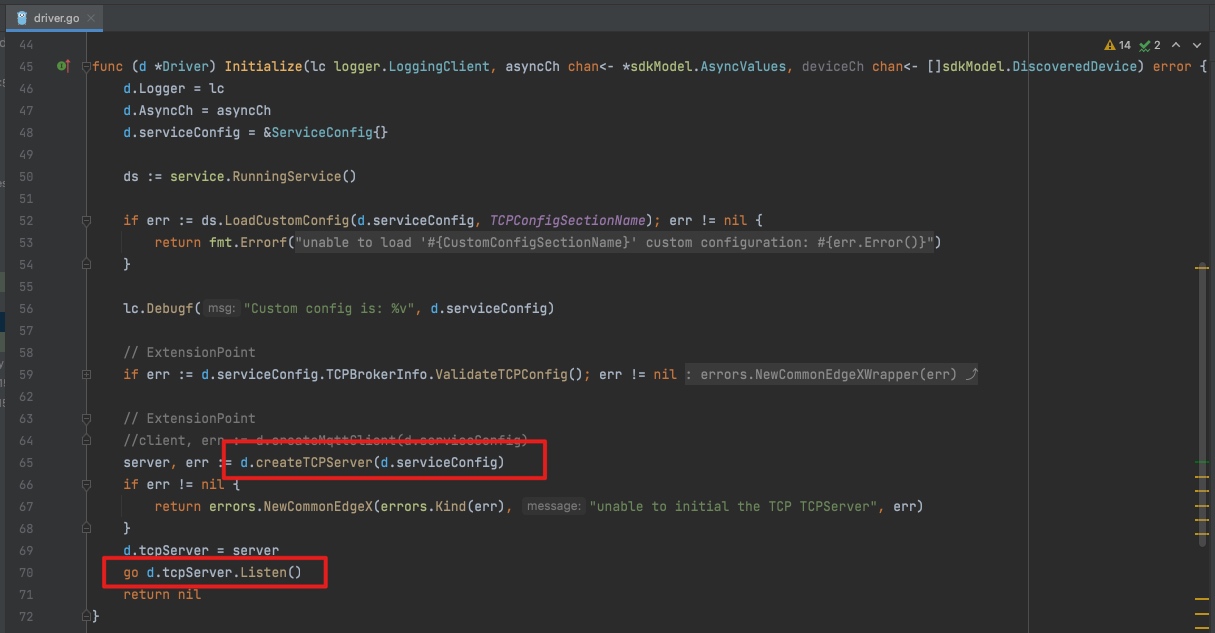 driver.go
44
14 2
45 func (d *Driver) Initialize(lc logger.LoggingClient, asyncCh chan<- *sdkModel.AsyncValues, deviceCh chan<- []sdkModel.DiscoveredDevice) error {
46 d.Logger = lc
47 d.AsyncCh = asyncCh
48 d.serviceConfig = &ServiceConfig{}
49
50 ds := service.RunningService()
51
52 if err := ds.LoadCustomConfig(d.serviceConfig, TCPConfigSectionName); err != nil {
53 return fmt.Errorf("unable to load '#{CustomConfigSectionName}' custom configuration: #{err.Error()}")
54 }
55
56 lc.Debugf( msg: "Custom config is: %v", d.serviceConfig)
57
58 // ExtensionPoint
59 if err := d.serviceConfig.TCPBrokerInfo.ValidateTCPConfig(); err != nil : errors.NewCommonEdgeXWrapper(err)
62
63 // ExtensionPoint
64 //client, err := d.createMqttClient(d.serviceConfig)
65 server, err := d.createTCPServer(d.serviceConfig)
66 if err != nil {
67 return errors.NewCommonEdgeX(errors.Kind(err), message: "unable to initial the TCP TCPServer", err)
68 }
69 d.tcpServer = server
70 go d.tcpServer.Listen()
71 return nil
72 }